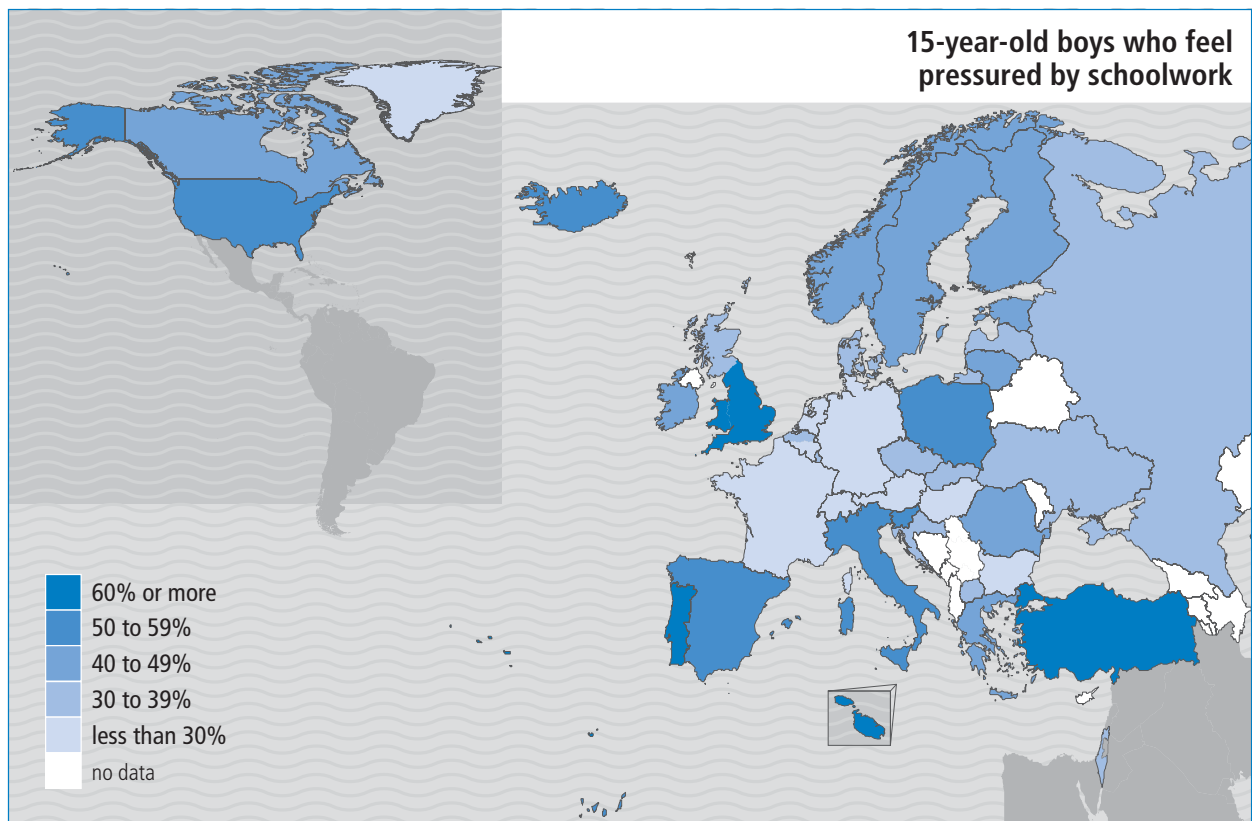 15-year-old boys who feel
pressured by schoolwork
60% or more
50 to 59%
40 to 49%
30 to 39%
less than 30%
no data